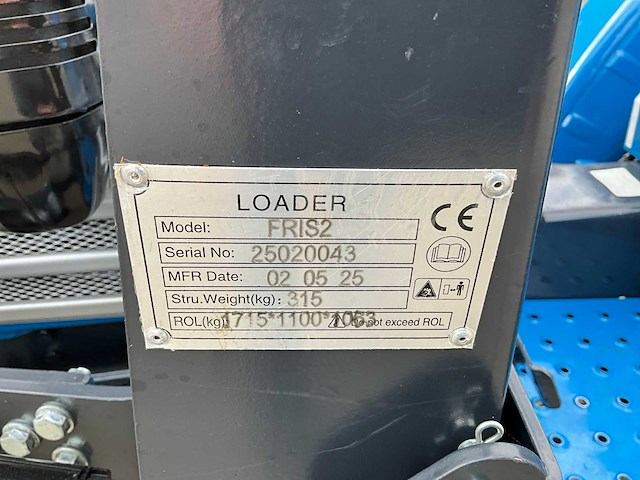 LOADER
CE
Model: FRIS2
Serial No: 25020043
MFR Date: 02 05 25
Stru.Weight(kg): 315
ROL(kg) 1715*1100*1063 Do not exceed ROL